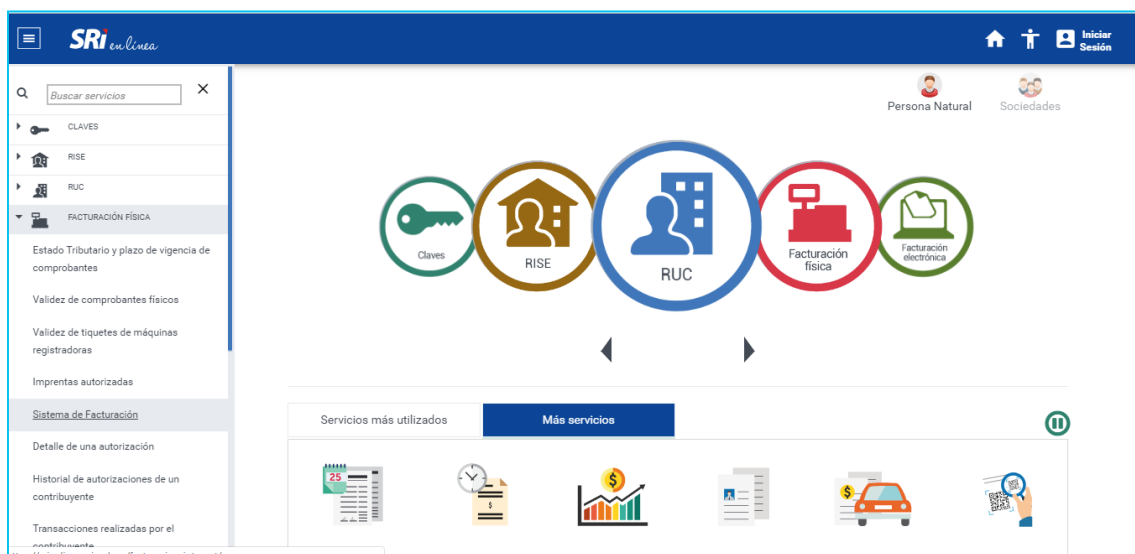 SRi en línea
Iniciar
Sesión
Buscar servicios
Persona Natural
Sociedades
CLAVES
RISE
RUC
FACTURACIÓN FÍSICA
Estado Tributario y plazo de vigencia de
comprobantes
Validez de comprobantes físicos
Validez de tiquetes de máquinas
registradoras
Imprentas autorizadas
Sistema de Facturación
Detalle de una autorización
Historial de autorizaciones de un
contribuyente
Transacciones realizadas por el
contribuyente
Claves
RISE
RUC
Facturación
física
Facturación
electrónica
Servicios más utilizados
Más servicios
25
$
$
$